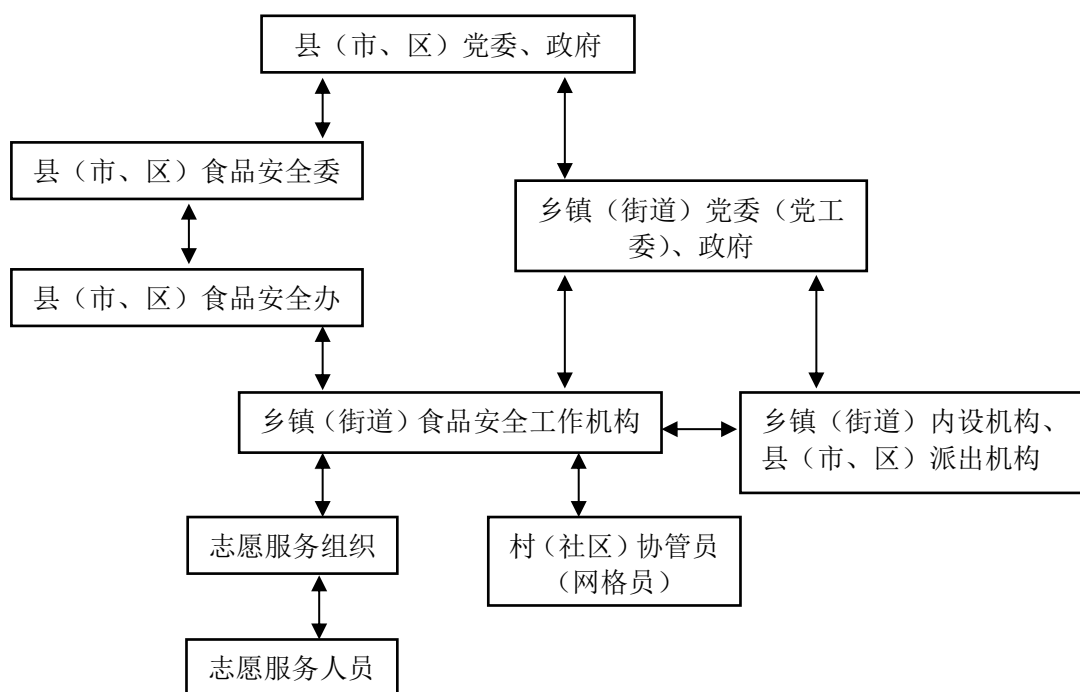 县（市、区）党委、政府
县（市、区）食品安全委
乡镇（街道）党委（党工
委）、政府
县（市、区）食品安全办
乡镇（街道）食品安全工作机构
乡镇（街道）内设机构、
县（市、区）派出机构
志愿服务组织
村（社区）协管员
（网格员）
志愿服务人员